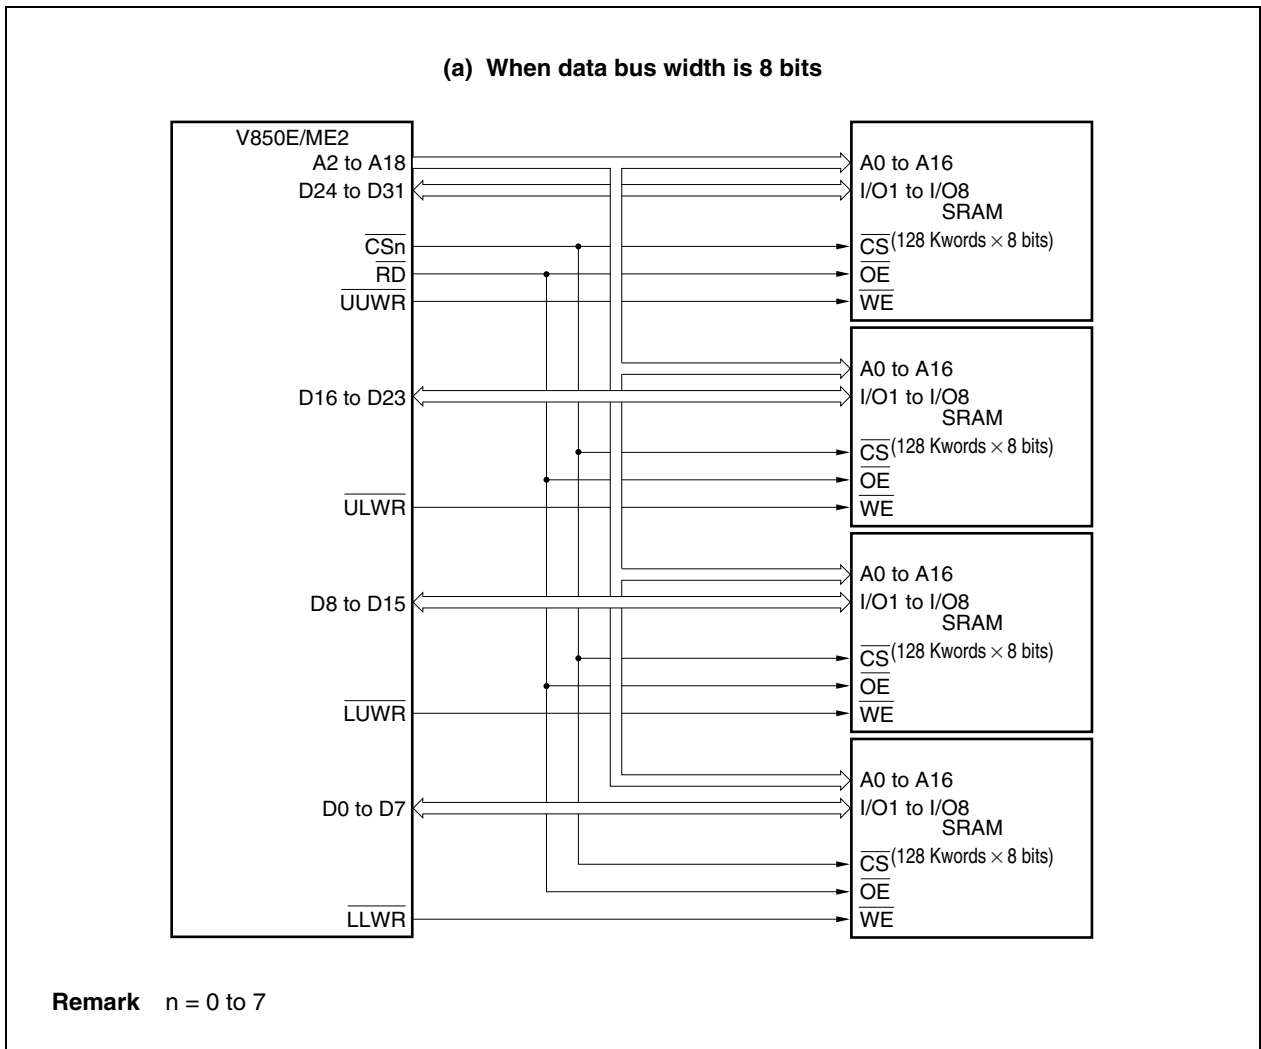 (a) When data bus width is 8 bits
V850E/ME2
A2 to A18
D24 to D31
CSn
RD
UUWR
D16 to D23
ULWR
D8 to D15
LUWR
D0 to D7
LLWR
A0 to A16
I/O1 to I/O8
SRAM
CS (128 Kwords × 8 bits)
OE
WE
A0 to A16
I/O1 to I/O8
SRAM
CS (128 Kwords × 8 bits)
OE
WE
A0 to A16
I/O1 to I/O8
SRAM
CS (128 Kwords × 8 bits)
OE
WE
A0 to A16
I/O1 to I/O8
SRAM
CS (128 Kwords × 8 bits)
OE
WE
Remark n = 0 to 7